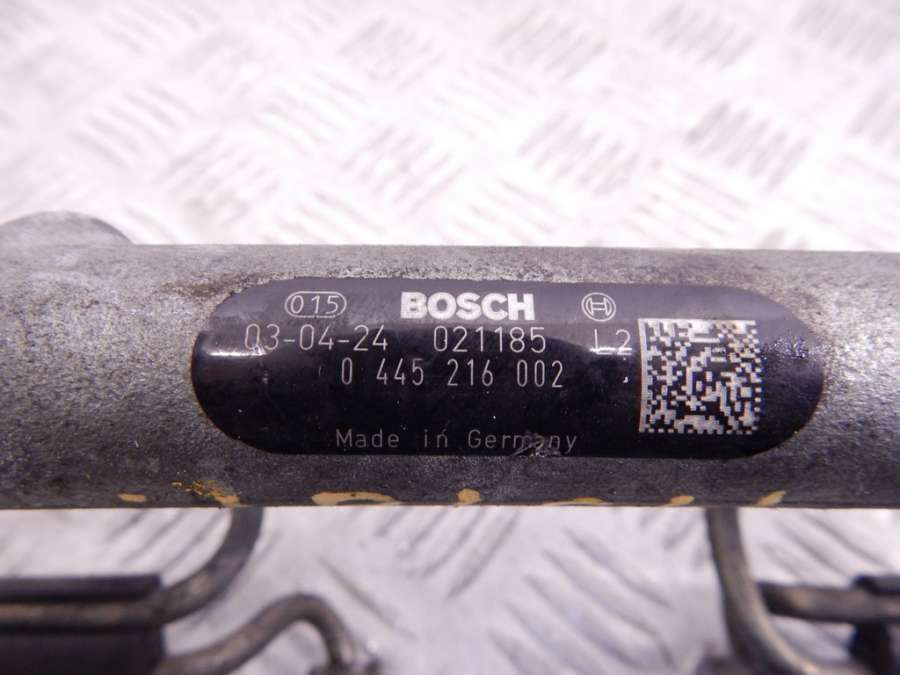 015 BOSCH
03-04-24 021185 L2
0 445 216 002
Made in Germany